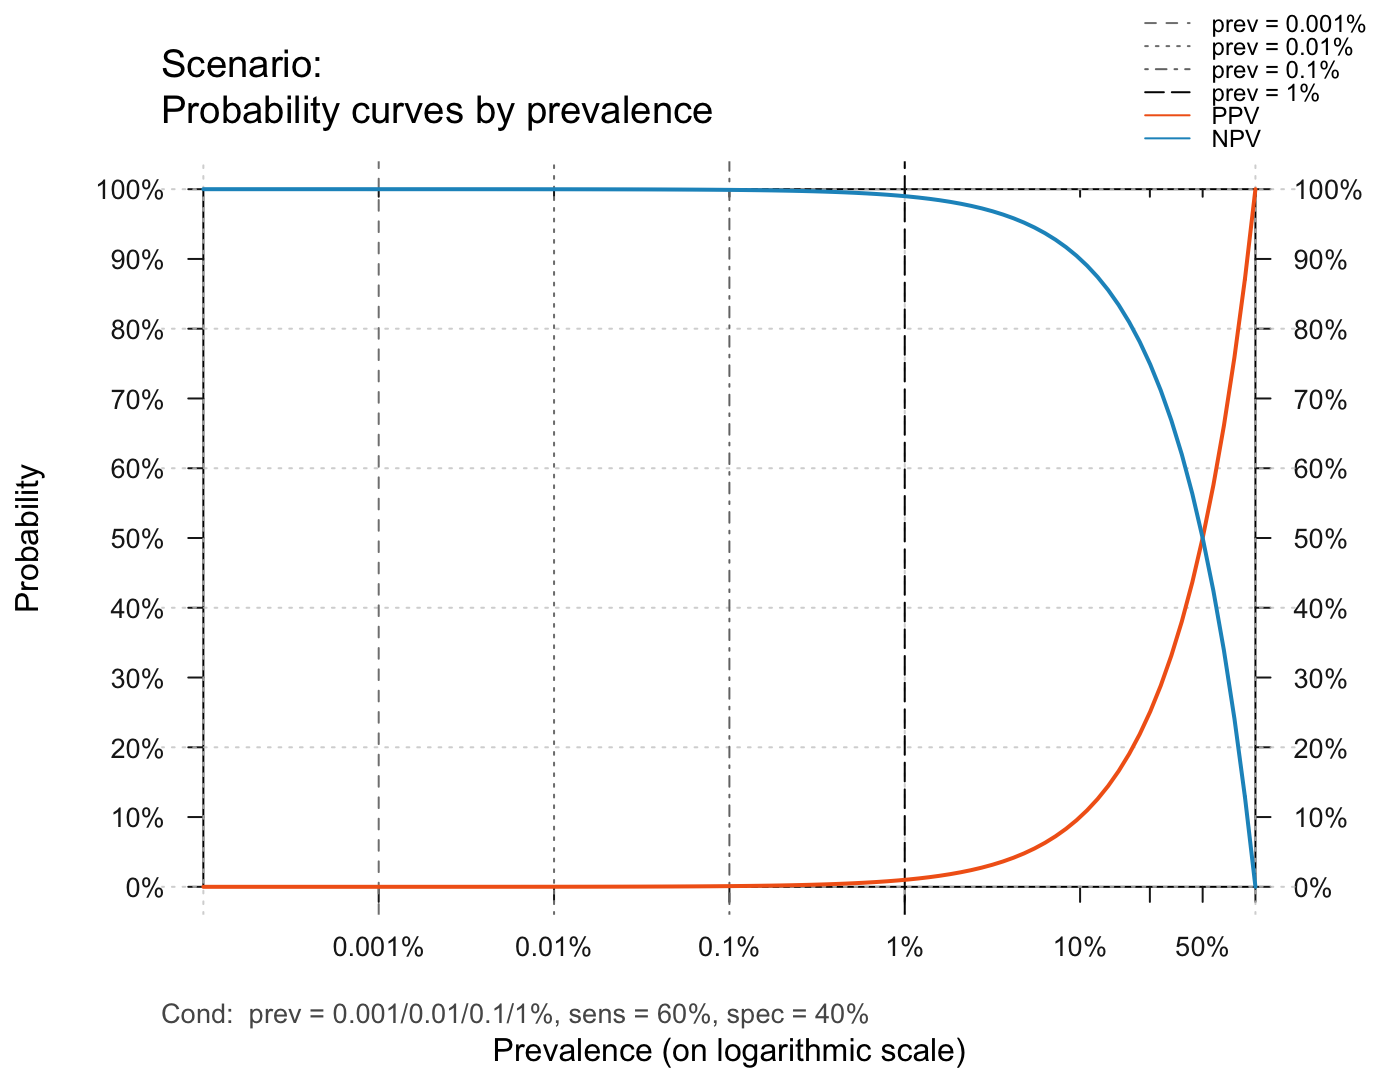 prev = 0.001%
prev = 0.01%
prev = 0.1%
prev = 1%
PPV
NPV
Scenario:
Probability curves by prevalence
100%
90%
80%
70%
60%
50%
40%
30%
20%
10%
0%
Probability
100%
90%
80%
70%
60%
50%
40%
30%
20%
10%
0%
0.001% 0.01% 0.1% 1% 10% 50%
Cond: prev = 0.001/0.01/0.1/1%, sens = 60%, spec = 40%
Prevalence (on logarithmic scale)